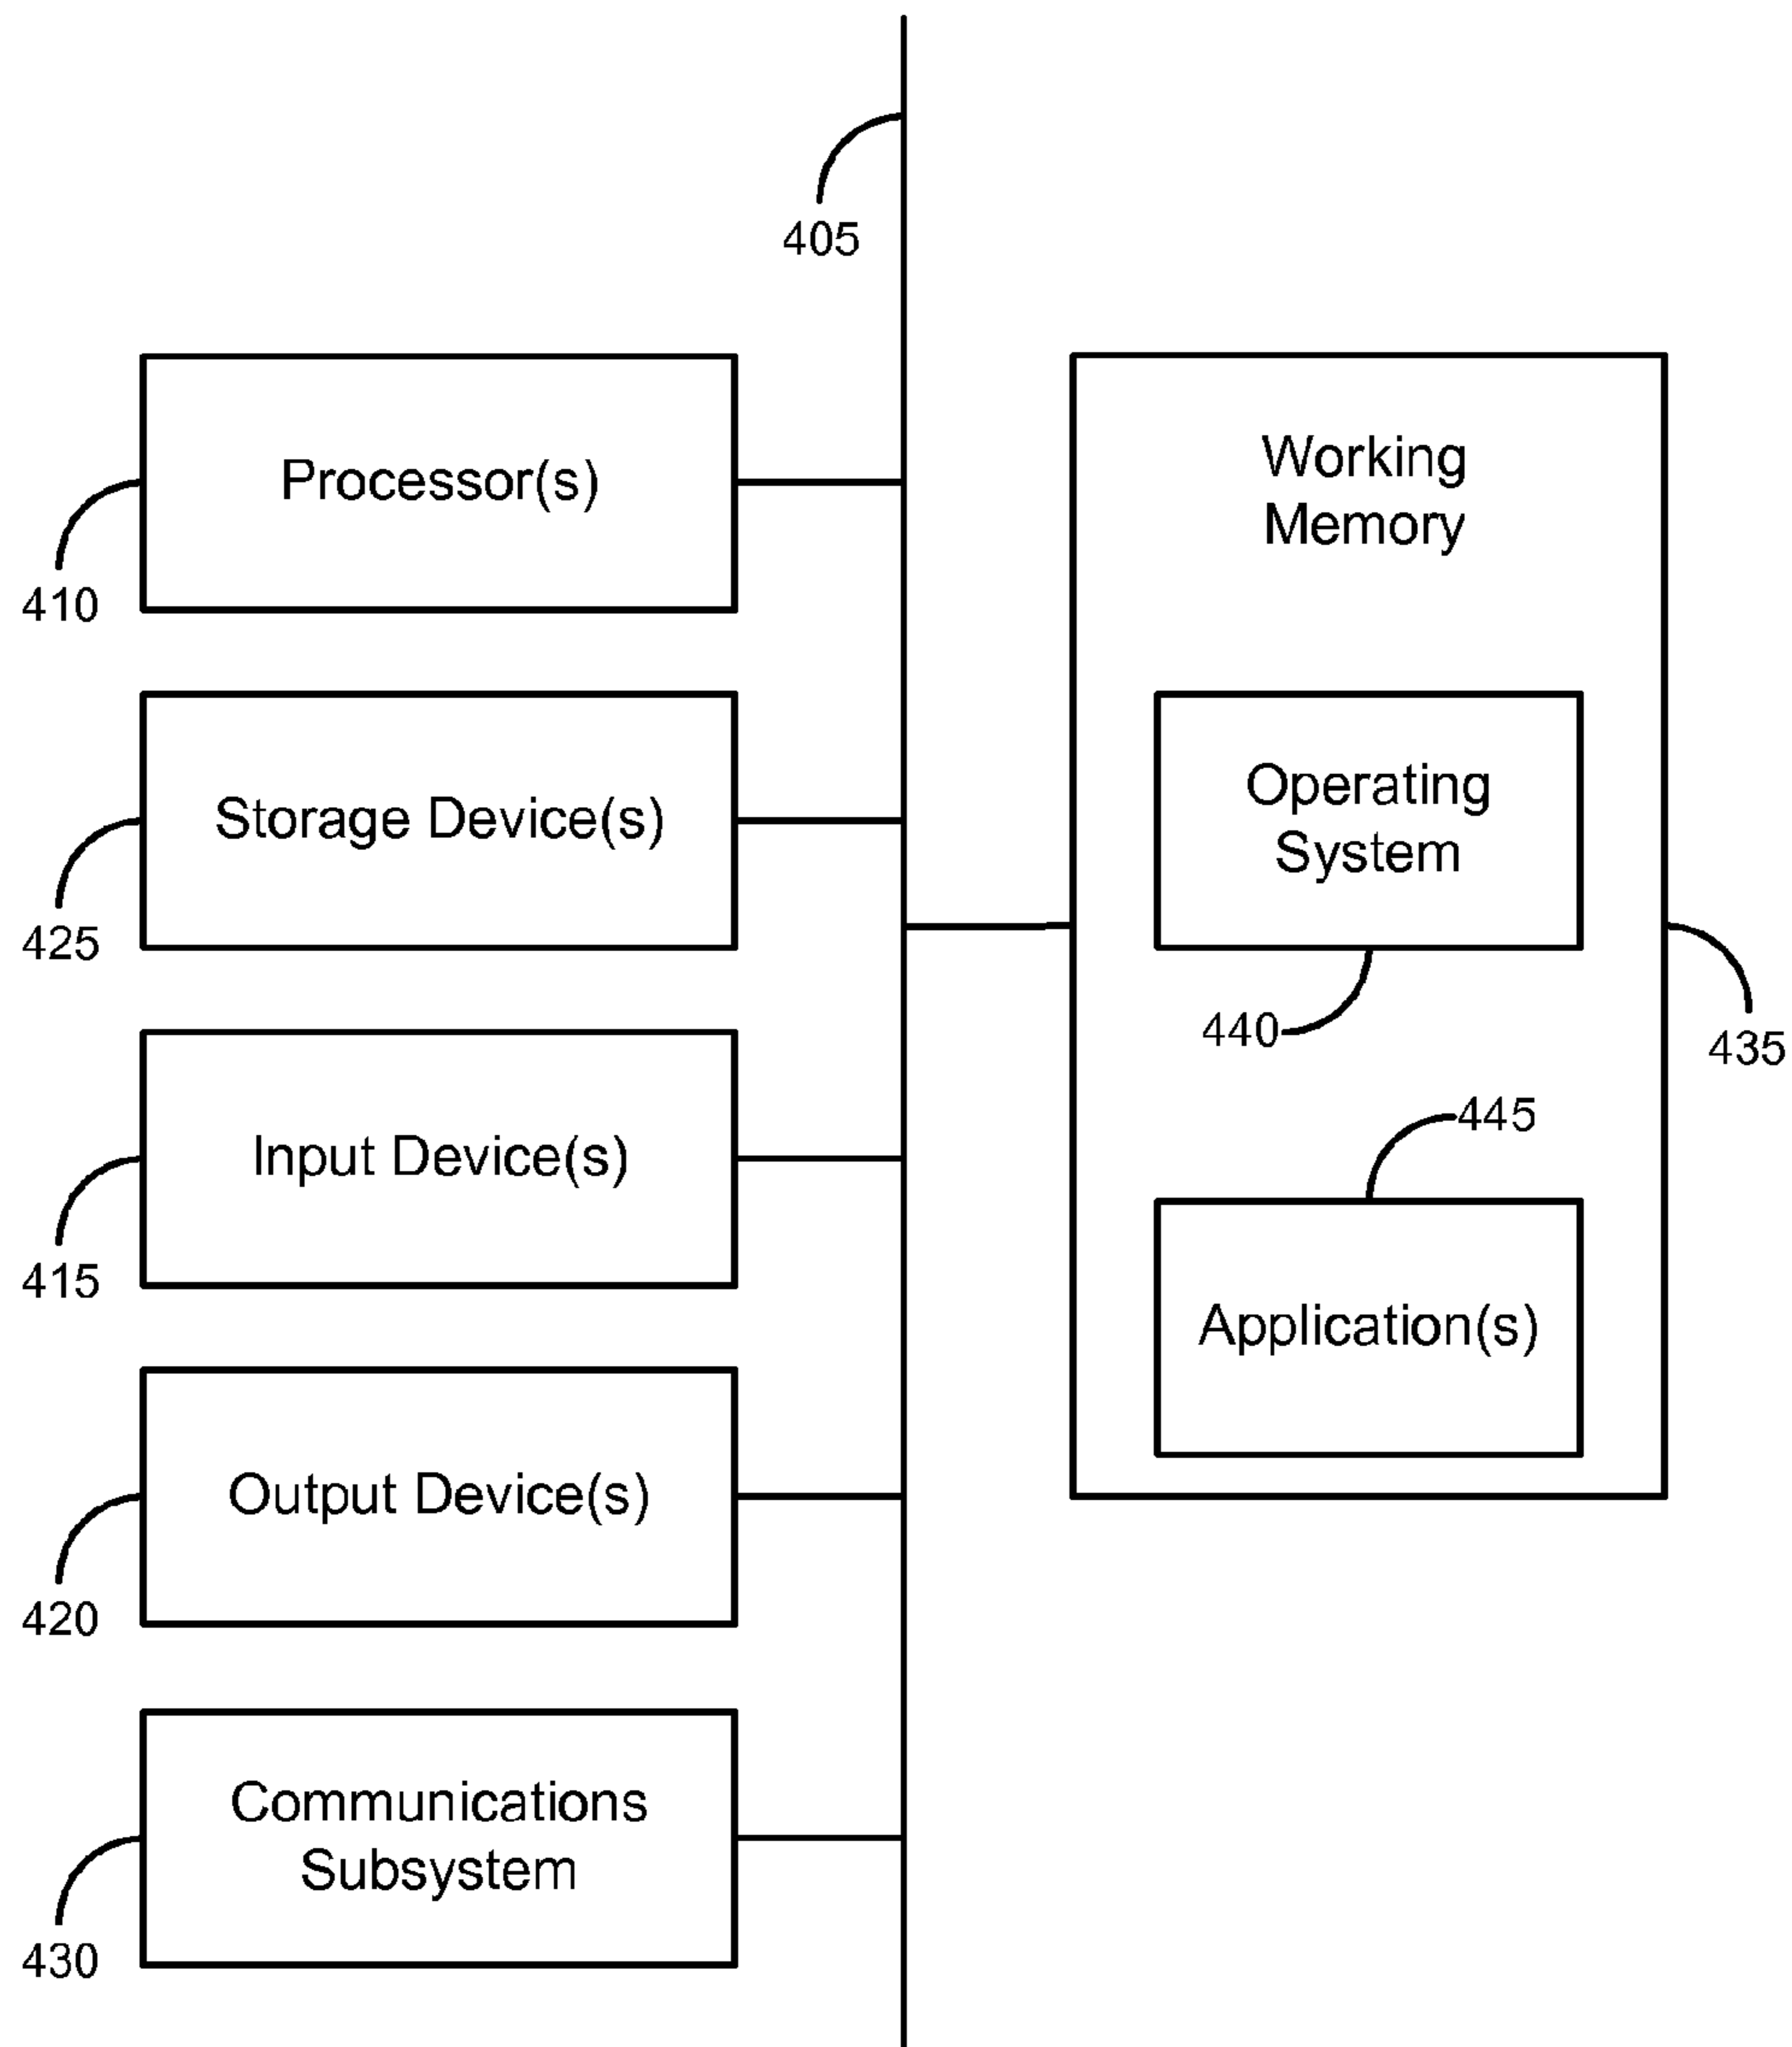 405
Processor(s)
410
Storage Device(s)
425
Input Device(s)
415
Output Device(s)
420
Communications
Subsystem
430
Working
Memory
Operating
System
440
435
445
Application(s)